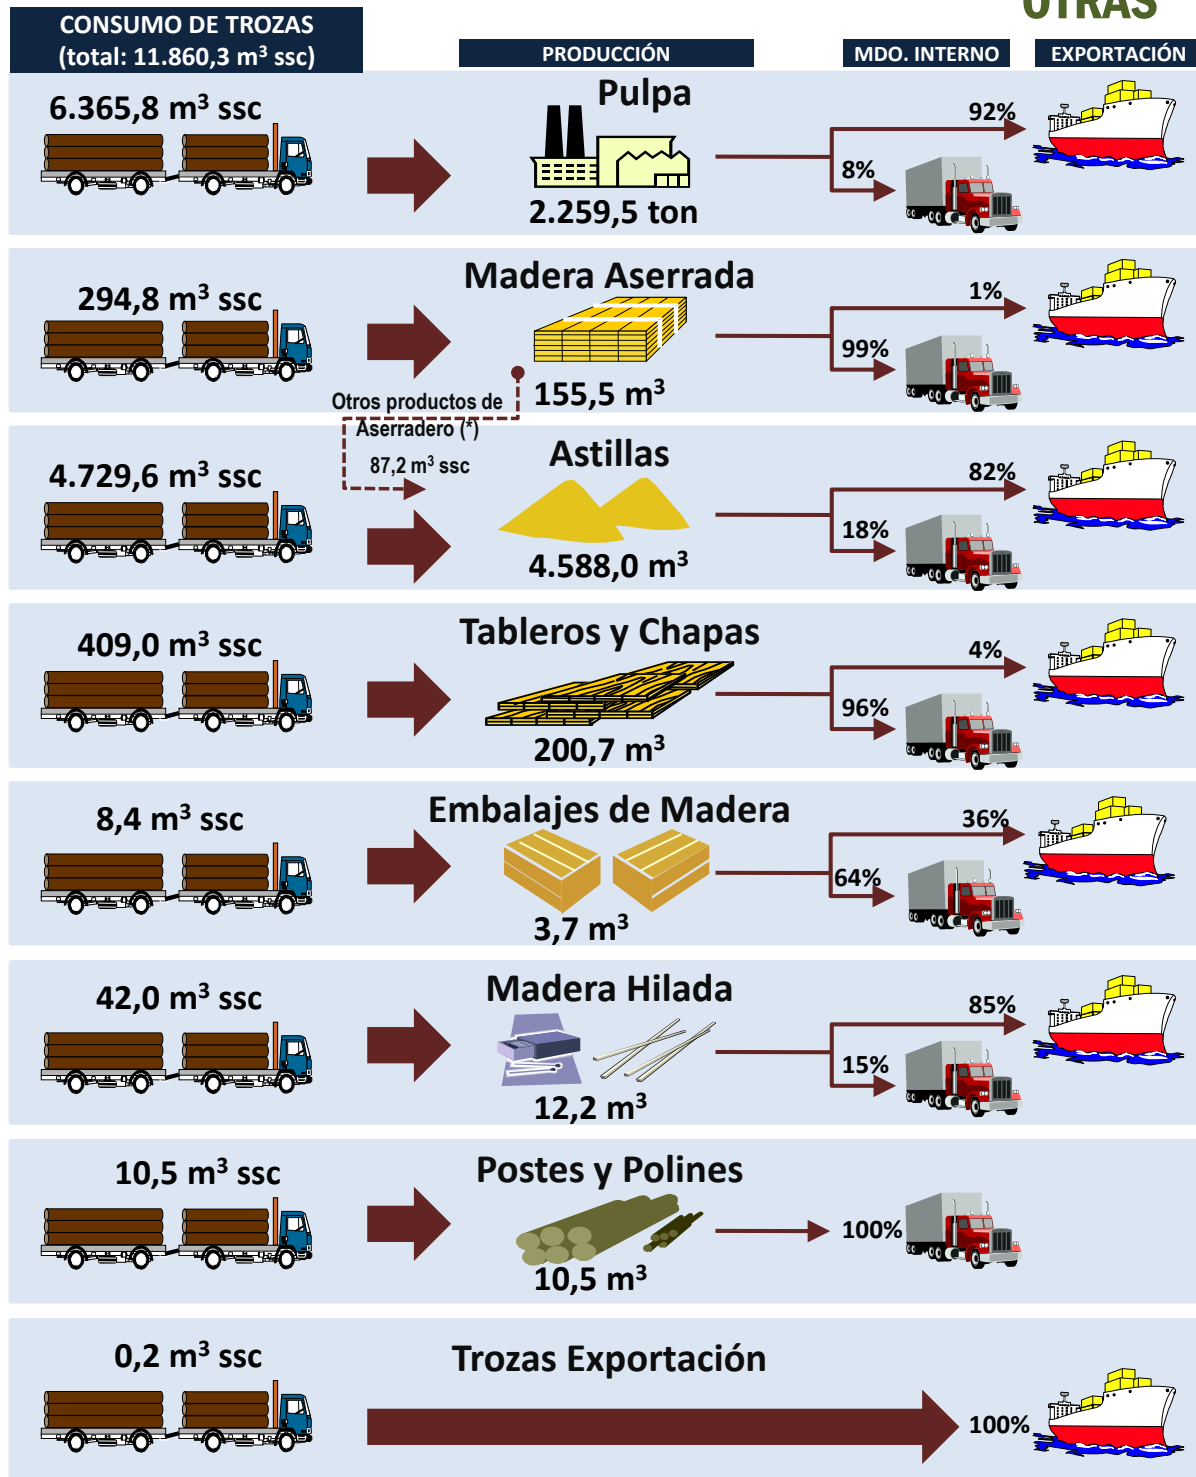 OTRAS
CONSUMO DE TROZAS
(total: 11.860,3 m³ ssc)
PRODUCCIÓN
MDO. INTERNO
EXPORTACIÓN
6.365,8 m³ ssc
Pulpa
2.259,5 ton
92%
8%
294,8 m³ ssc
Madera Aserrada
155,5 m³
1%
99%
Otros productos de
Aserradero (*)
87,2 m³ ssc
4.729,6 m³ ssc
Astillas
4.588,0 m³
82%
18%
409,0 m³ ssc
Tableros y Chapas
200,7 m³
4%
96%
8,4 m³ ssc
Embalajes de Madera
3,7 m³
36%
64%
42,0 m³ ssc
Madera Hilada
12,2 m³
85%
15%
10,5 m³ ssc
Postes y Polines
10,5 m³
100%
0,2 m³ ssc
Trozas Exportación
100%